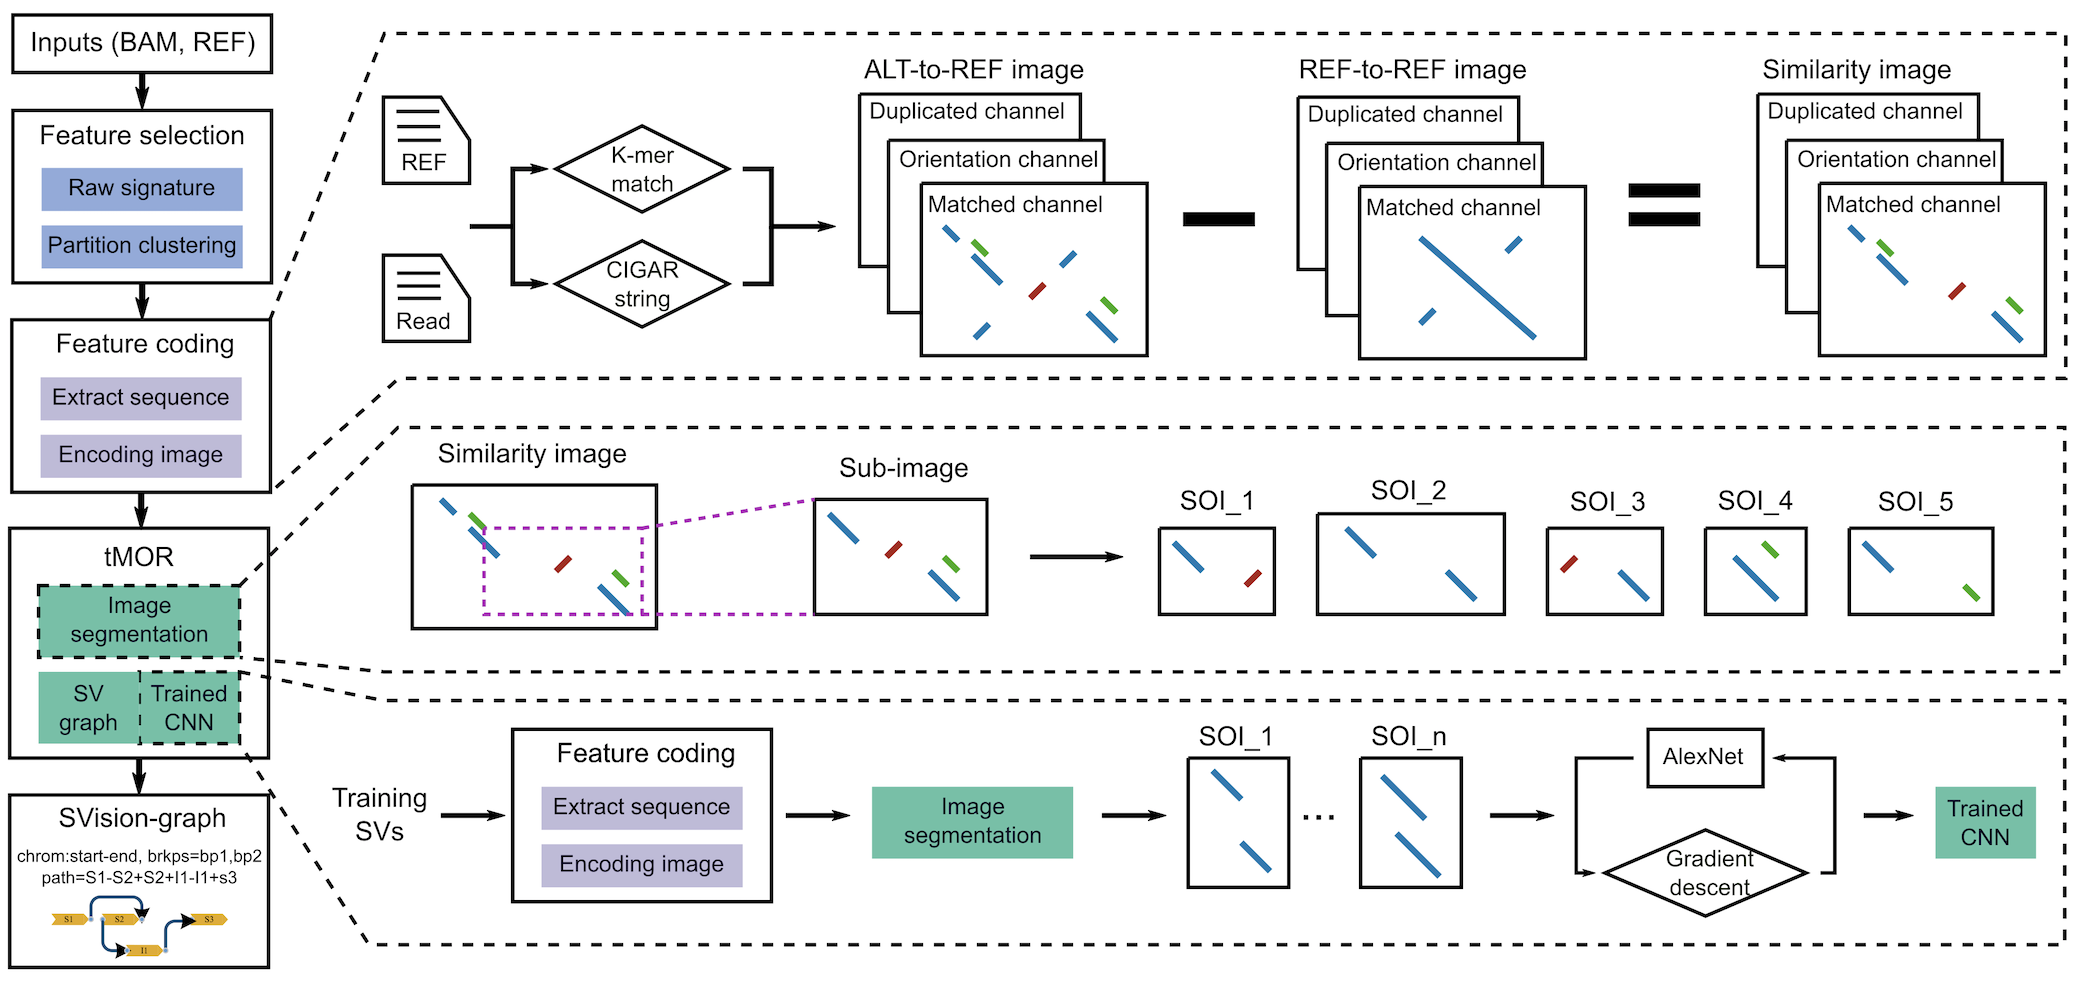 Inputs (BAM, REF)
Feature selection
Raw signature
Partition clustering
Feature coding
Extract sequence
Encoding image
tMOR
Image
segmentation
SV
graph
Trained
CNN
SVision-graph
chrom:start-end, brkps=bp1,bp2
path=S1-S2+S2+I1-I1+s3
S1
S2
S3
I1
REF
Read
K-mer
match
CIGAR
string
ALT-to-REF image
Duplicated channel
Orientation channel
Matched channel
REF-to-REF image
Duplicated channel
Orientation channel
Matched channel
Similarity image
Duplicated channel
Orientation channel
Matched channel
Similarity image
Sub-image
SOI_1
SOI_2
SOI_3
SOI_4
SOI_5
Training
SVs
Feature coding
Extract sequence
Encoding image
Image
segmentation
SOI_1
...
SOI_n
AlexNet
Gradient
descent
Trained
CNN